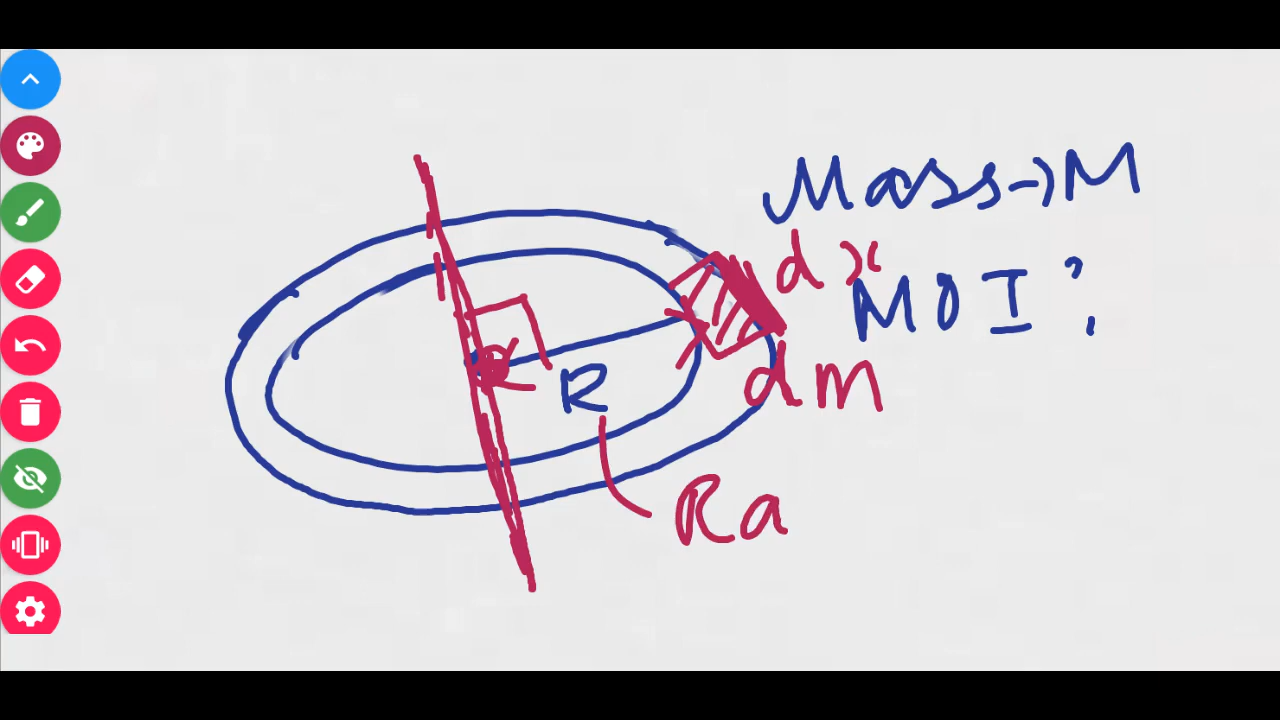 Mass → M
dx
MOI ?
R
dm
Ra